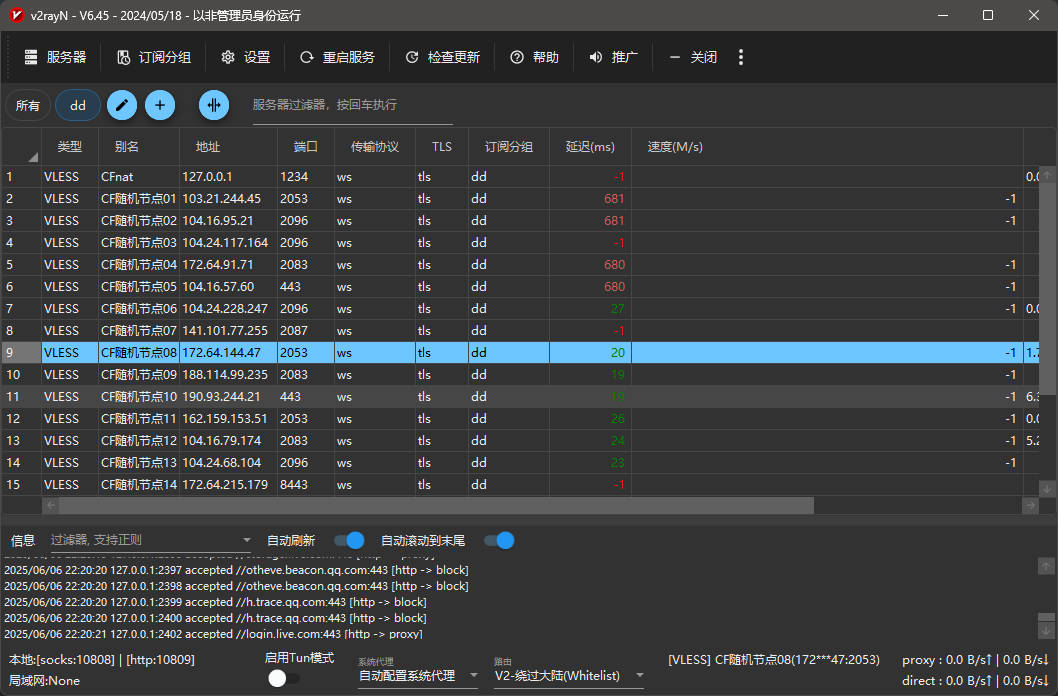 v2rayN - V6.45 - 2024/05/18 - 以非管理员身份运行
服务器 订阅分组 设置 重启服务 检查更新 帮助 推广 关闭
所有 dd 服务器过滤器，按回车执行
类型 别名 地址 端口 传输协议 TLS 订阅分组 延迟(ms) 速度(M/s)
1 VLESS CFnat 127.0.0.1 1234 ws tls dd -1 0.0
2 VLESS CF随机节点01 103.21.244.45 2053 ws tls dd 681 -1
3 VLESS CF随机节点02 104.16.95.21 2096 ws tls dd 681 -1
4 VLESS CF随机节点03 104.24.117.164 2096 ws tls dd -1
5 VLESS CF随机节点04 172.64.91.71 2083 ws tls dd 680 -1
6 VLESS CF随机节点05 104.16.57.60 443 ws tls dd 680 -1
7 VLESS CF随机节点06 104.24.228.247 2096 ws tls dd 27 -1 0.0
8 VLESS CF随机节点07 141.101.77.255 2087 ws tls dd -1
9 VLESS CF随机节点08 172.64.144.47 2053 ws tls dd 20 -1 1.7
10 VLESS CF随机节点09 188.114.99.235 2083 ws tls dd 19 -1
11 VLESS CF随机节点10 190.93.244.21 443 ws tls dd 19 -1 6.3
12 VLESS CF随机节点11 162.159.153.51 2053 ws tls dd 26 -1 0.0
13 VLESS CF随机节点12 104.16.79.174 2083 ws tls dd 24 -1 5.2
14 VLESS CF随机节点13 104.24.68.104 2096 ws tls dd 23 -1
15 VLESS CF随机节点14 172.64.215.179 8443 ws tls dd -1
信息 过滤器, 支持正则 自动刷新 自动滚动到末尾
2025/06/06 22:20:20 127.0.0.1:2397 accepted //otheve.beacon.qq.com:443 [http -> block]
2025/06/06 22:20:20 127.0.0.1:2398 accepted //otheve.beacon.qq.com:443 [http -> block]
2025/06/06 22:20:20 127.0.0.1:2399 accepted //h.trace.qq.com:443 [http -> block]
2025/06/06 22:20:20 127.0.0.1:2400 accepted //h.trace.qq.com:443 [http -> block]
2025/06/06 22:20:21 127.0.0.1:2402 accepted //login.live.com:443 [http -> proxy]
本地:[socks:10808] | [http:10809]
局域网:None
启用Tun模式
系统代理
自动配置系统代理
路由
V2-绕过大陆(Whitelist)
[VLESS] CF随机节点08(172***47:2053)
proxy : 0.0 B/s↑ | 0.0 B/s↓
direct : 0.0 B/s↑ | 0.0 B/s↓